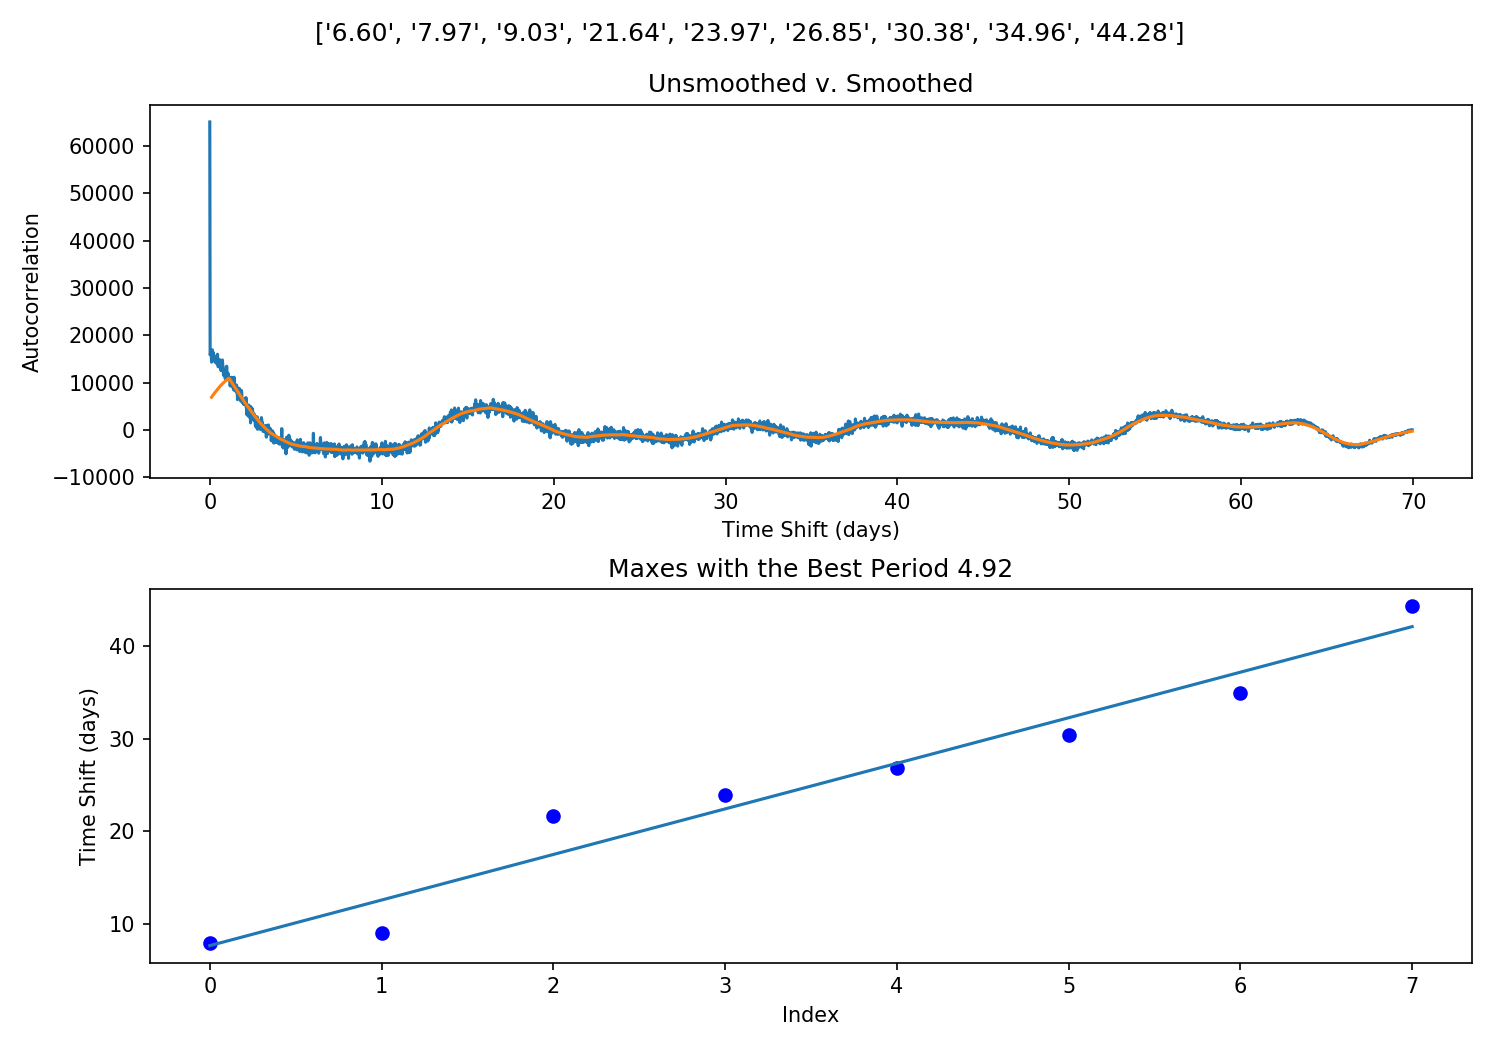 ['6.60', '7.97', '9.03', '21.64', '23.97', '26.85', '30.38', '34.96', '44.28']
Unsmoothed v. Smoothed
60000
50000
40000
30000
20000
10000
0
−10000
Autocorrelation
0 10 20 30 40 50 60 70
Time Shift (days)
Maxes with the Best Period 4.92
40
30
20
10
Time Shift (days)
0 1 2 3 4 5 6 7
Index